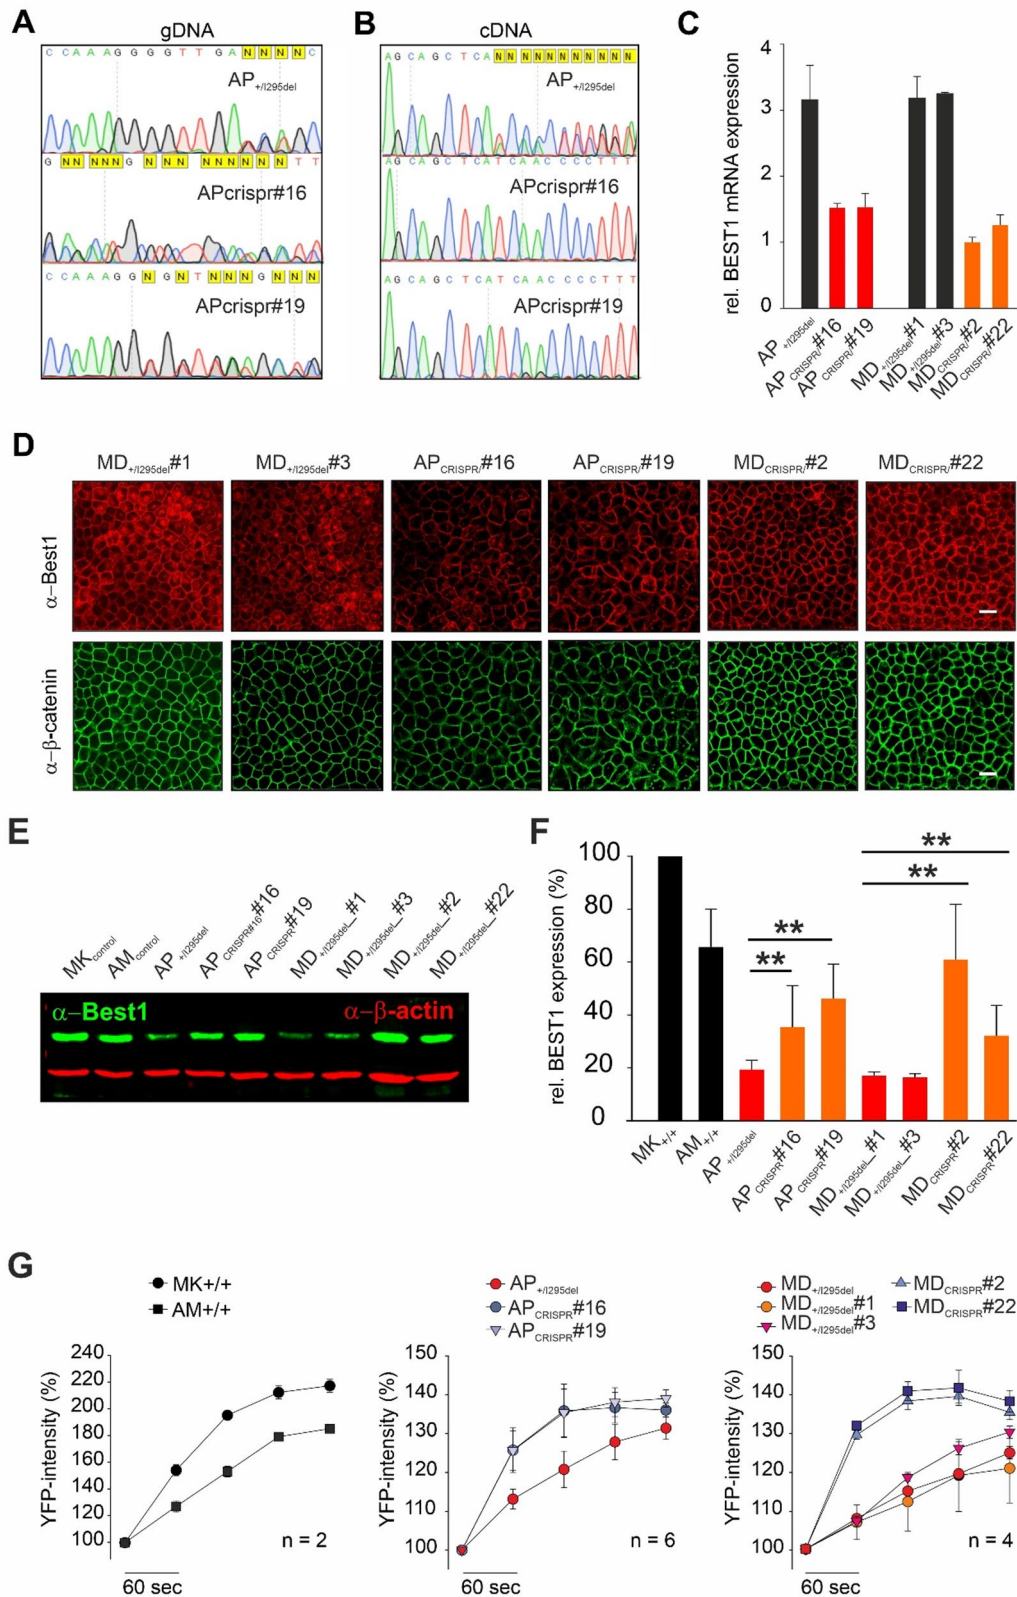 A
gDNA
C C A A A G G G G T T G A N N N N C
AP+/I295del
G NN NNNG N NNN NNNNNN N T T
APcrispr#16
C C A A A G G N G N T N N N G N N N
APcrispr#19
B
cDNA
A G C A G C T C A N N N N N N N N N N N
AP+/I295del
A G C A G C T C A T C A A C C C C T T T
APcrispr#16
A G C A G C T C A T C A A C C C C T T T
APcrispr#19
C
rel. BEST1 mRNA expression
4
3
2
1
0
AP+/I295del
APCRISPR/#16
APCRISPR/#19
MD+/I295del#1
MD+/I295del#3
MDCRISPR/#2
MDCRISPR/#22
D
MD+/I295del#1 MD+/I295del#3 APCRISPR/#16 APCRISPR/#19 MDCRISPR/#2 MDCRISPR/#22
α–Best1
α–β-catenin
E
MKcontrol
AMcontrol
AP+/I295del
APCRISPR#16#16
APCRISPR#19
MD+/I295del_#1
MD+/I295del_#3
MD+/I295del_#2
MD+/I295del_#22
α–Best1 α–β-actin
F
rel. BEST1 expression (%)
100
80
60
40
20
0
**
**
**
**
MK+/+
AM+/+
AP+/I295del
APCRISPR#16
APCRISPR#19
MD+/I295del_#1
MD+/I295del_#3
MDCRISPR#2
MDCRISPR#22
G
MK+/+
AM+/+
YFP-intensity (%)
240
220
200
180
160
140
120
100
n = 2
60 sec
AP+/I295del
APCRISPR#16
APCRISPR#19
YFP-intensity (%)
150
140
130
120
110
100
n = 6
60 sec
MD+/I295del
MD+/I295del#1
MD+/I295del#3
MDCRISPR#2
MDCRISPR#22
YFP-intensity (%)
150
140
130
120
110
100
n = 4
60 sec